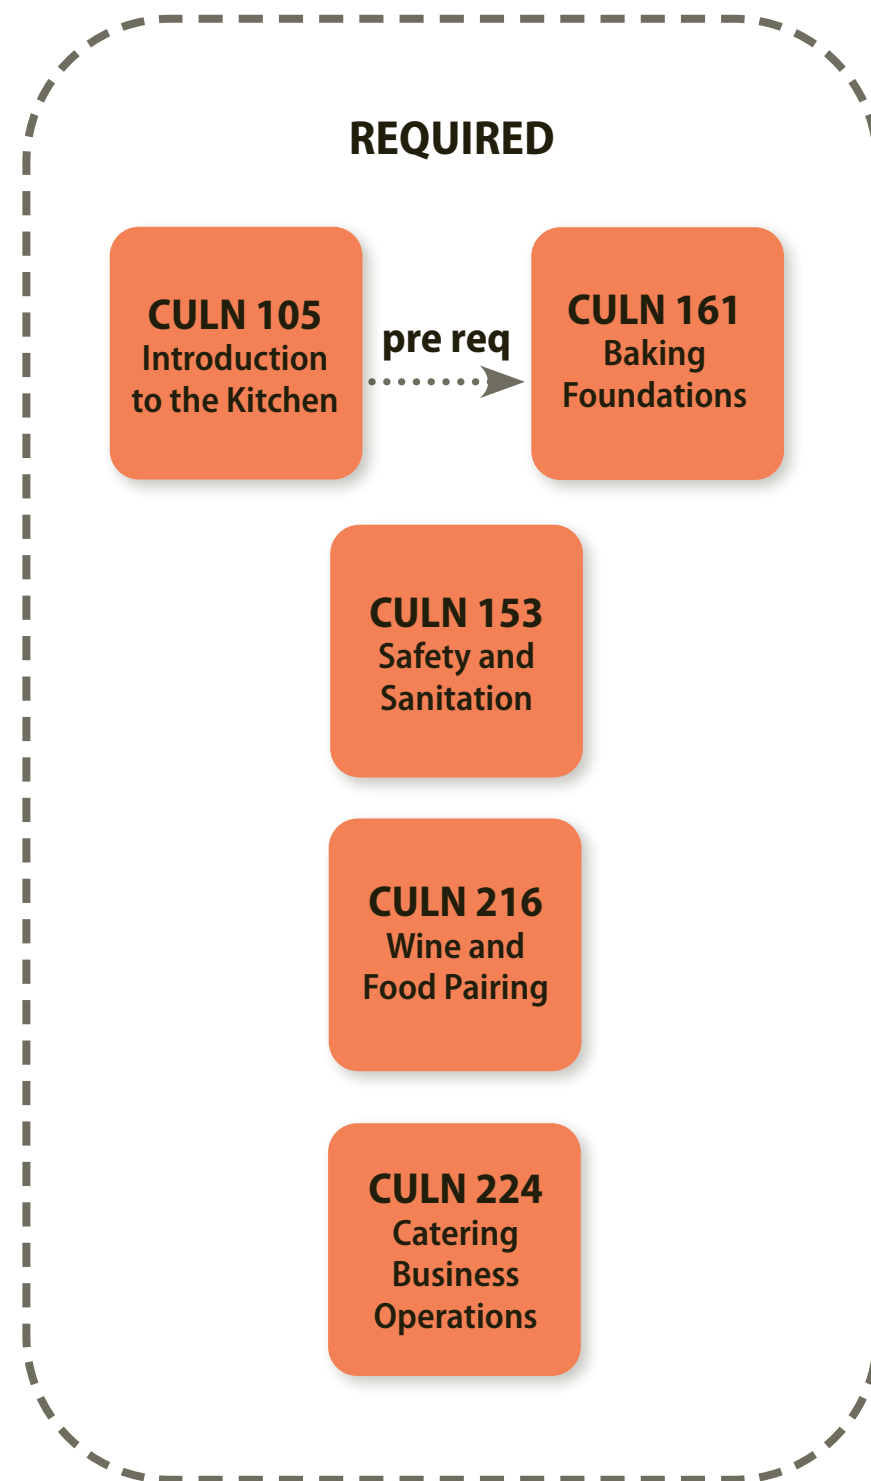 REQUIRED
CULN 105
Introduction
to the Kitchen
pre req
CULN 161
Baking
Foundations
CULN 153
Safety and
Sanitation
CULN 216
Wine and
Food Pairing
CULN 224
Catering
Business
Operations